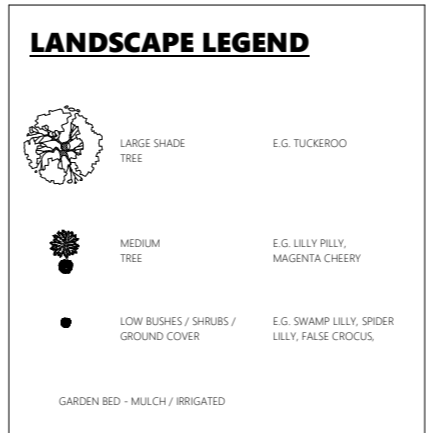 LANDSCAPE LEGEND
LARGE SHADE
TREE
E.G. TUCKEROO
MEDIUM
TREE
E.G. LILLY PILLY,
MAGENTA CHEERY
LOW BUSHES / SHRUBS /
GROUND COVER
E.G. SWAMP LILLY, SPIDER
LILLY, FALSE CROCUS,
GARDEN BED - MULCH / IRRIGATED